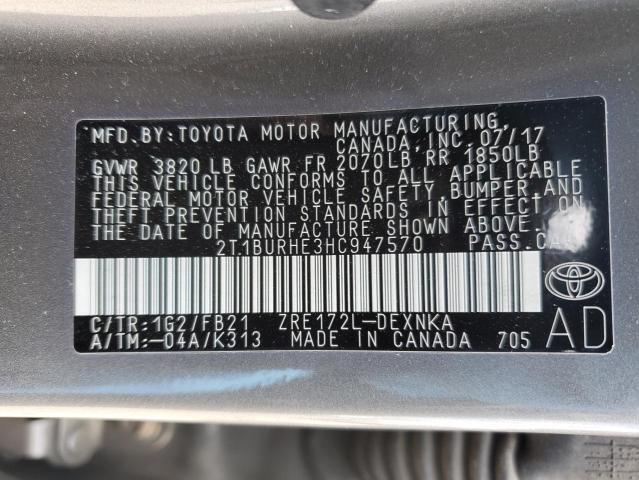 MFD. BY: TOYOTA MOTOR MANUFACTURING
CANADA, INC. 07/17
GVWR 3820 LB GAWR FR 2070LB RR 1850LB
THIS VEHICLE CONFORMS TO ALL APPLICABLE
FEDERAL MOTOR VEHICLE SAFETY, BUMPER, AND
THEFT PREVENTION STANDARDS IN EFFECT ON
THE DATE OF MANUFACTURE SHOWN ABOVE.
2T1BURHE3HC947570 PASS. CAR
C/TR: 1G2/FB21 ZRE172L-DEXNKA
A/TM: -04A/K313 MADE IN CANADA 705
AD